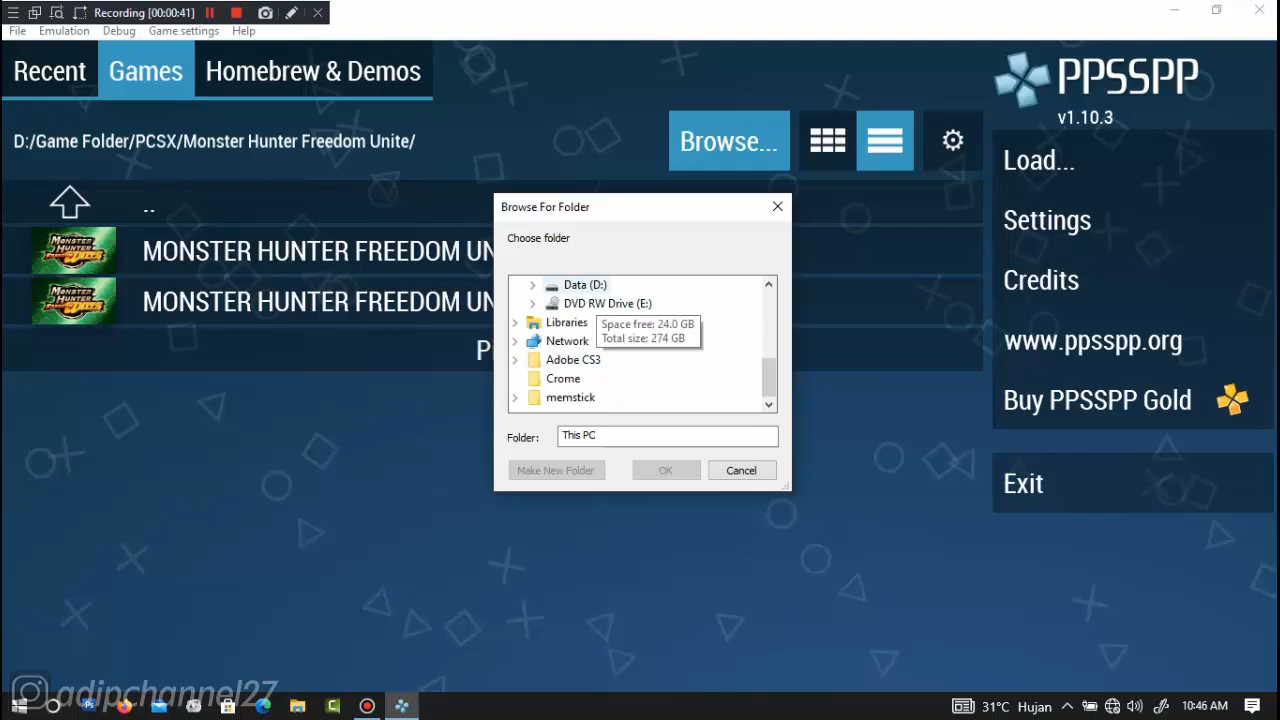 Recording [00:00:41]
File Emulation Debug Game settings Help
Recent Games Homebrew & Demos
PPSSPP
v1.10.3
D:/Game Folder/PCSX/Monster Hunter Freedom Unite/
Browse...
Load...
Settings
Credits
www.ppsspp.org
Buy PPSSPP Gold
Exit
..
MONSTER HUNTER FREEDOM UN
MONSTER HUNTER FREEDOM UN
P
Browse For Folder
Choose folder
Data (D:)
DVD RW Drive (E:)
Libraries
Space free: 24.0 GB
Total size: 274 GB
Network
Adobe CS3
Crome
memstick
Folder: This PC
Make New Folder OK Cancel
adipchannel27
31°C Hujan 10:46 AM